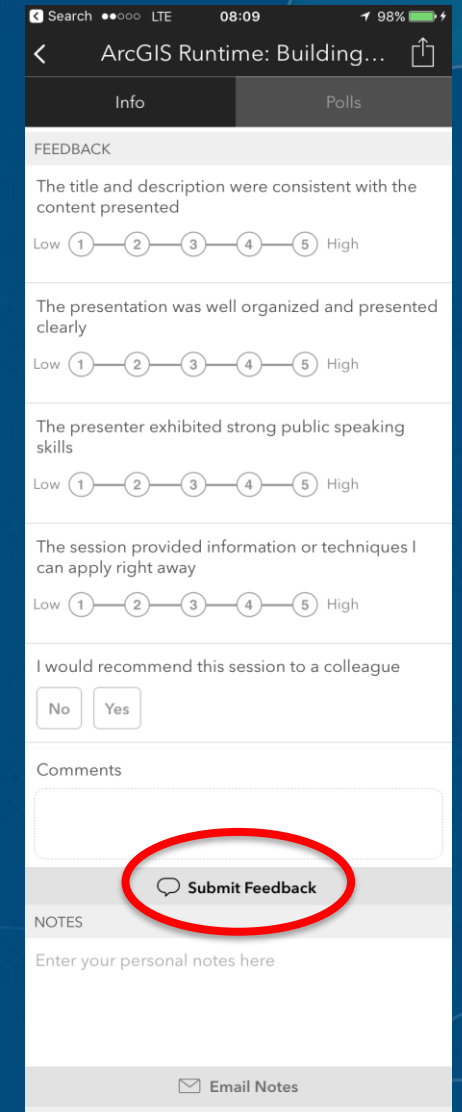 Search LTE 08:09 98%
ArcGIS Runtime: Building...
Info Polls
FEEDBACK
The title and description were consistent with the
content presented
Low 1 2 3 4 5 High
The presentation was well organized and presented
clearly
Low 1 2 3 4 5 High
The presenter exhibited strong public speaking
skills
Low 1 2 3 4 5 High
The session provided information or techniques I
can apply right away
Low 1 2 3 4 5 High
I would recommend this session to a colleague
No Yes
Comments
Submit Feedback
NOTES
Enter your personal notes here
Email Notes